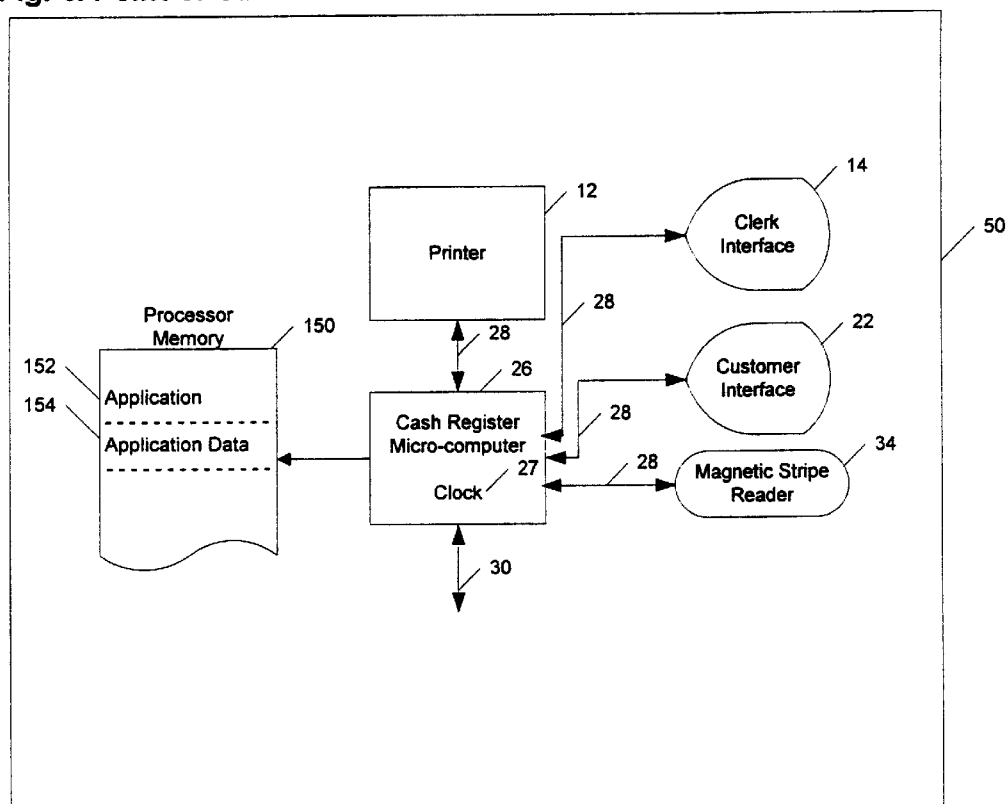 12
14
Printer
Clerk
Interface
50
Processor
Memory
150
28
28
22
152
Application
26
Customer
Interface
154
Application Data
Cash Register
Micro-computer
28
34
27
Clock
28
Magnetic Stripe
Reader
30